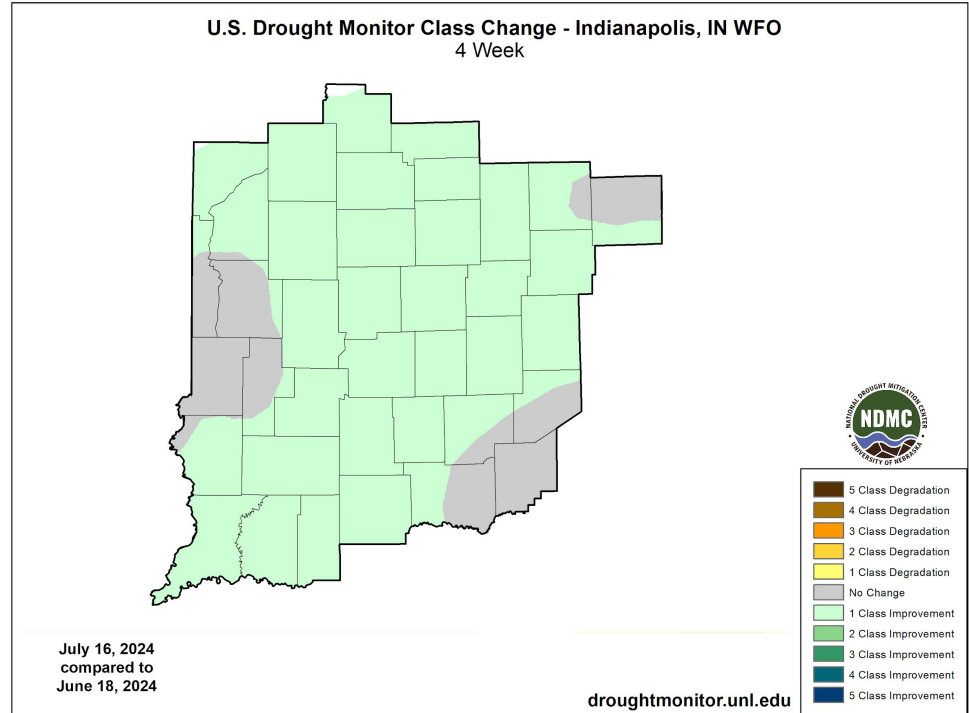 U.S. Drought Monitor Class Change - Indianapolis, IN WFO
4 Week
NATIONAL DROUGHT MITIGATION CENTER
NDMC
UNIVERSITY OF NEBRASKA
5 Class Degradation
4 Class Degradation
3 Class Degradation
2 Class Degradation
1 Class Degradation
No Change
1 Class Improvement
2 Class Improvement
3 Class Improvement
4 Class Improvement
5 Class Improvement
July 16, 2024
compared to
June 18, 2024
droughtmonitor.unl.edu